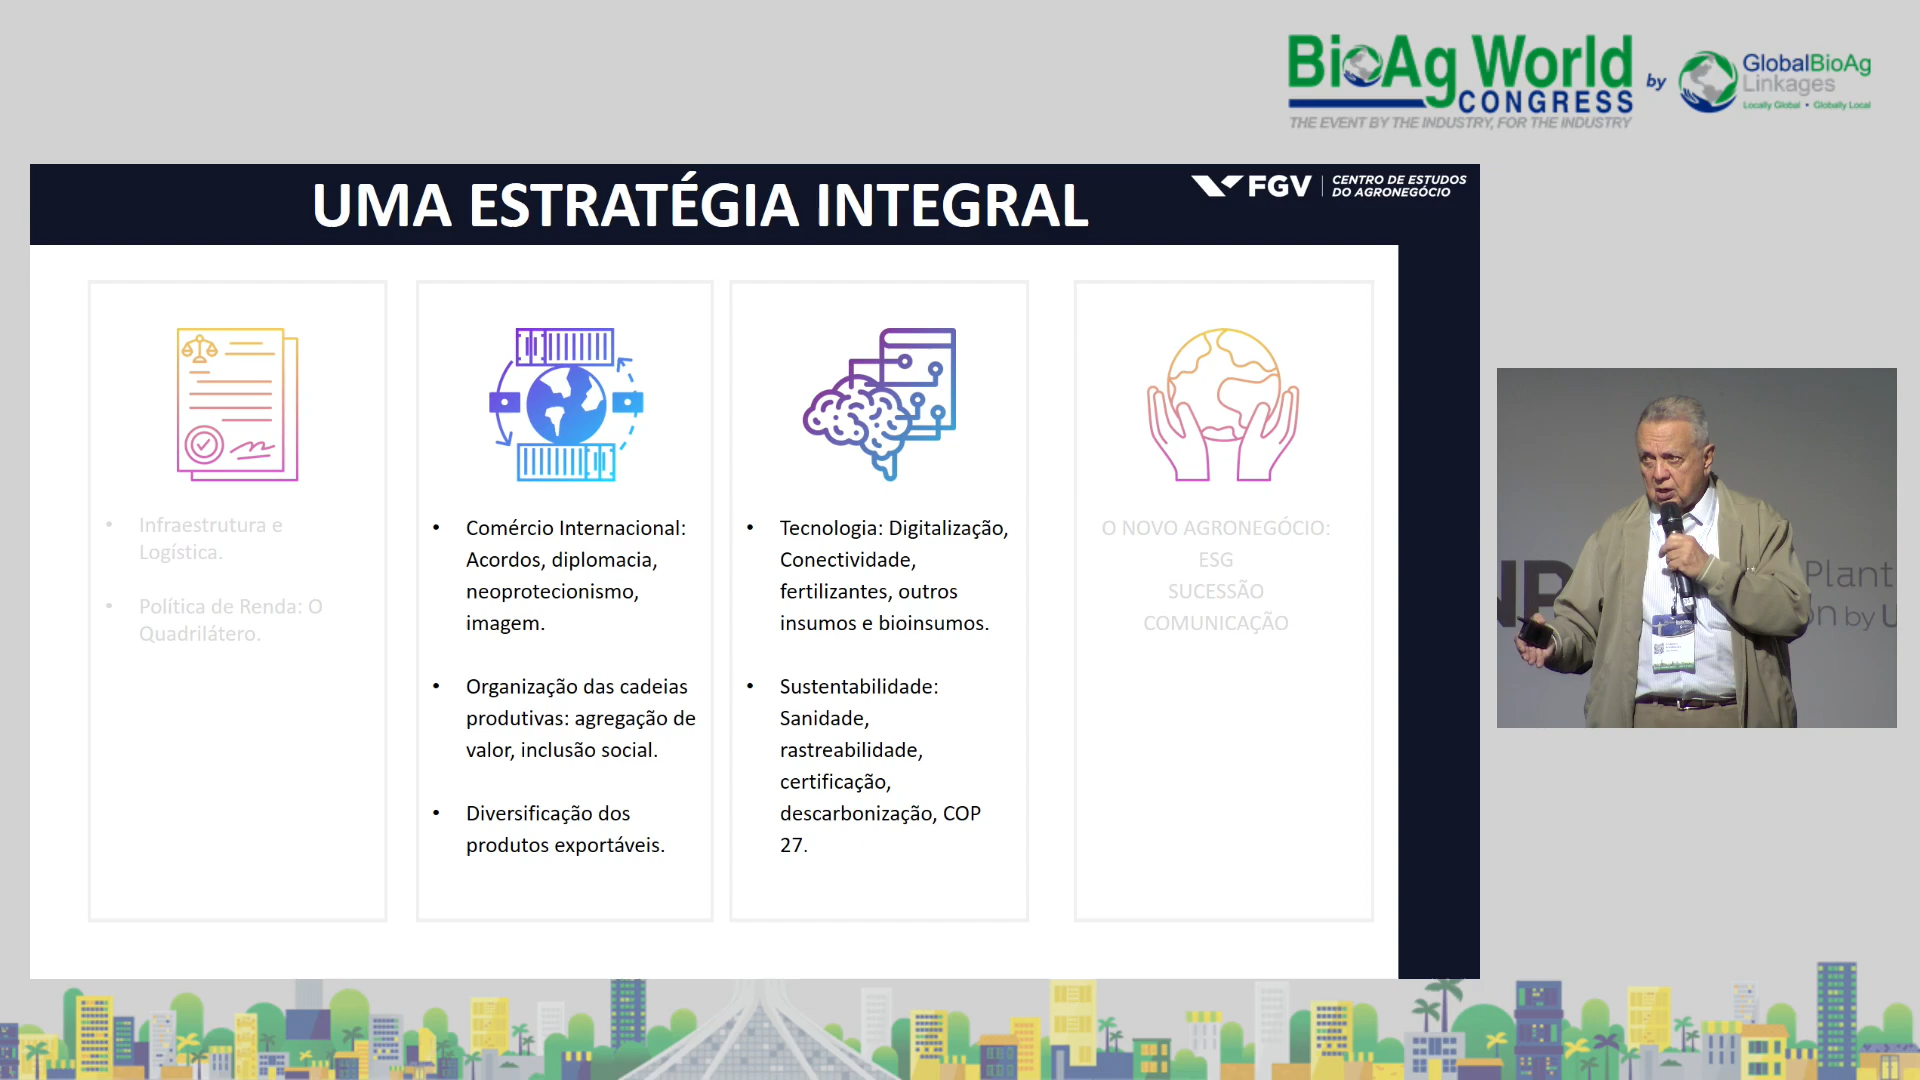 BioAg World
CONGRESS
THE EVENT BY THE INDUSTRY, FOR THE INDUSTRY
by
GlobalBioAg
Linkages
Locally Global • Globally Local
UMA ESTRATÉGIA INTEGRAL
FGV
CENTRO DE ESTUDOS
DO AGRONEGÓCIO
• Infraestrutura e
Logística.
• Política de Renda: O
Quadrilátero.
• Comércio Internacional:
Acordos, diplomacia,
neoprotecionismo,
imagem.
• Organização das cadeias
produtivas: agregação de
valor, inclusão social.
• Diversificação dos
produtos exportáveis.
• Tecnologia: Digitalização,
Conectividade,
fertilizantes, outros
insumos e bioinsumos.
• Sustentabilidade:
Sanidade,
rastreabilidade,
certificação,
descarbonização, COP
27.
O NOVO AGRONEGÓCIO:
ESG
SUCESSÃO
COMUNICAÇÃO
Plant
by U